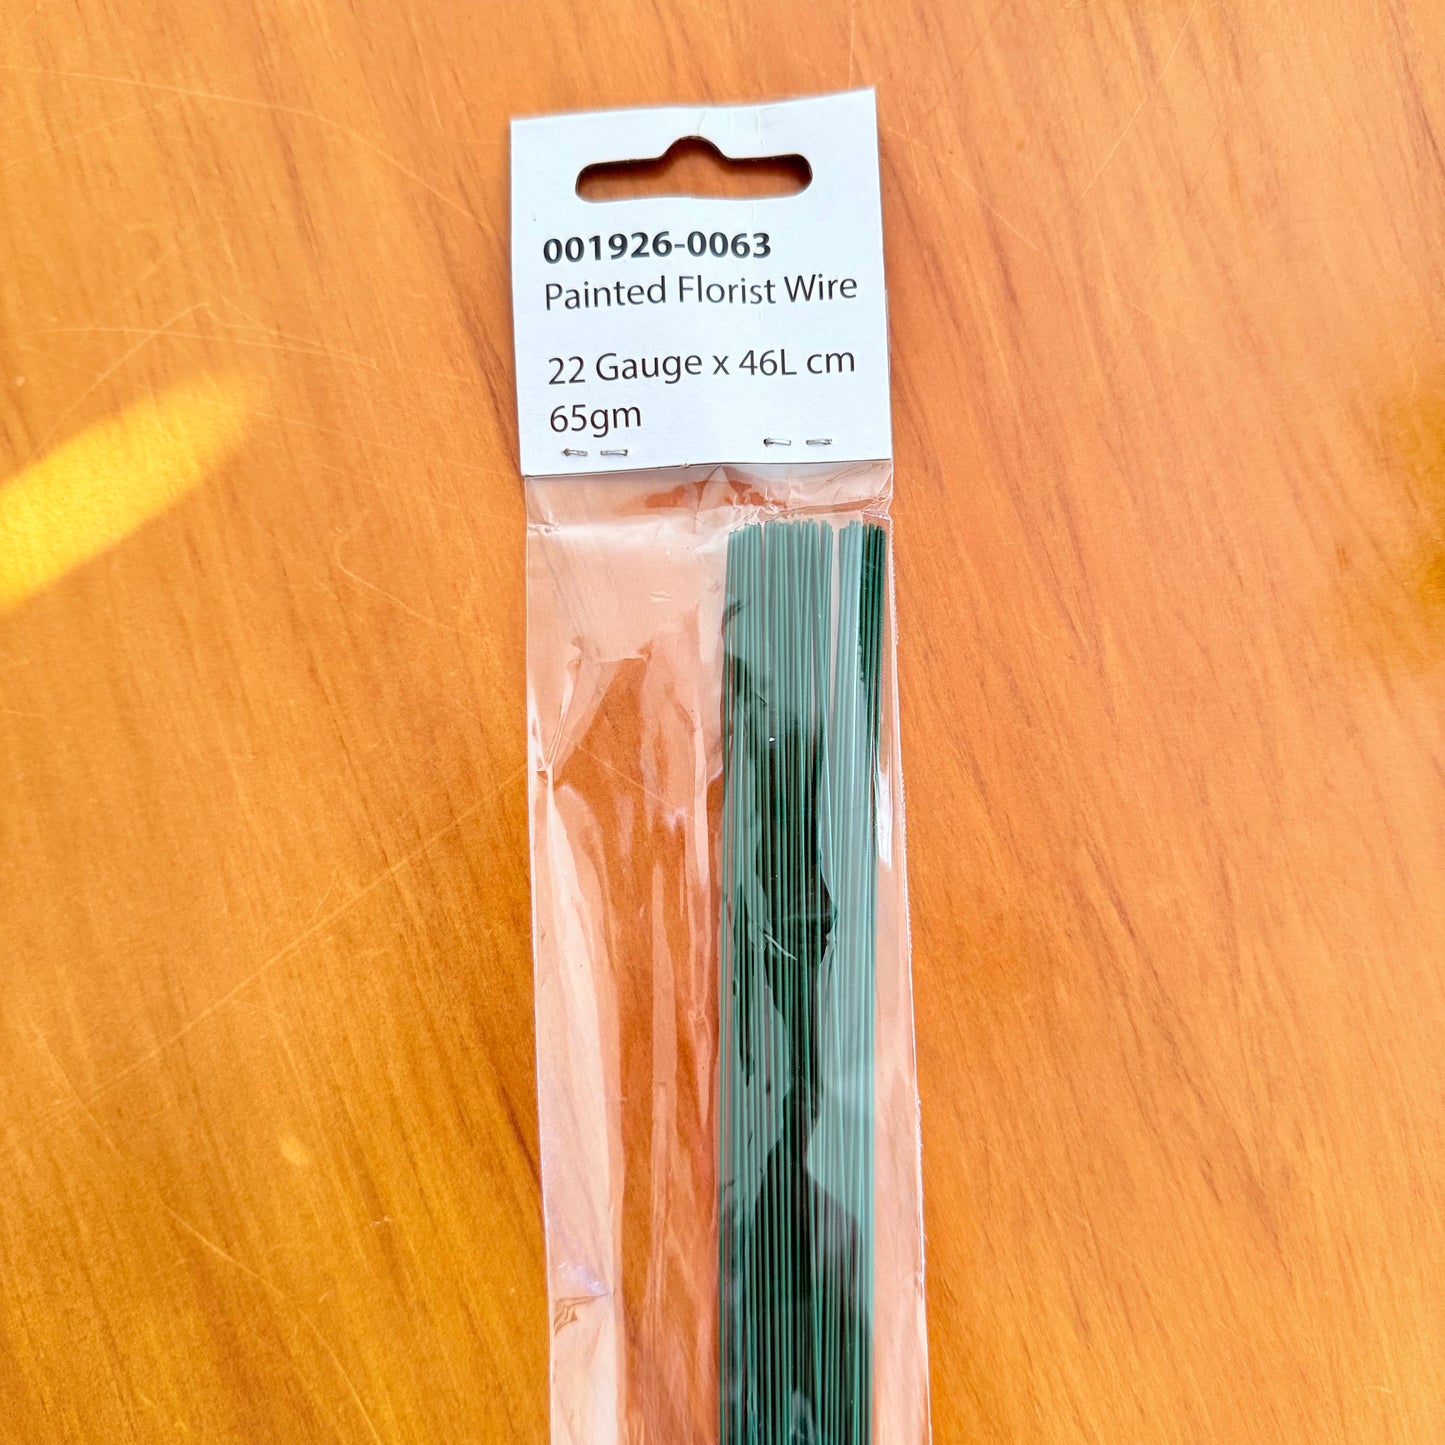 001926-0063
Painted Florist Wire
22 Gauge x 46L cm
65gm